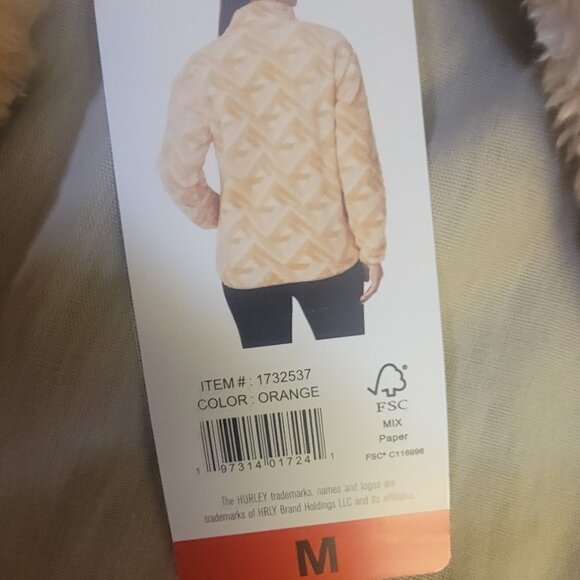 ITEM # : 1732537
COLOR : ORANGE
1 97314 01724 1
FSC
MIX
Paper
FSC® C116996
The HURLEY trademarks, names and logos are
trademarks of HRLY Brand Holdings LLC and its affiliates.
M